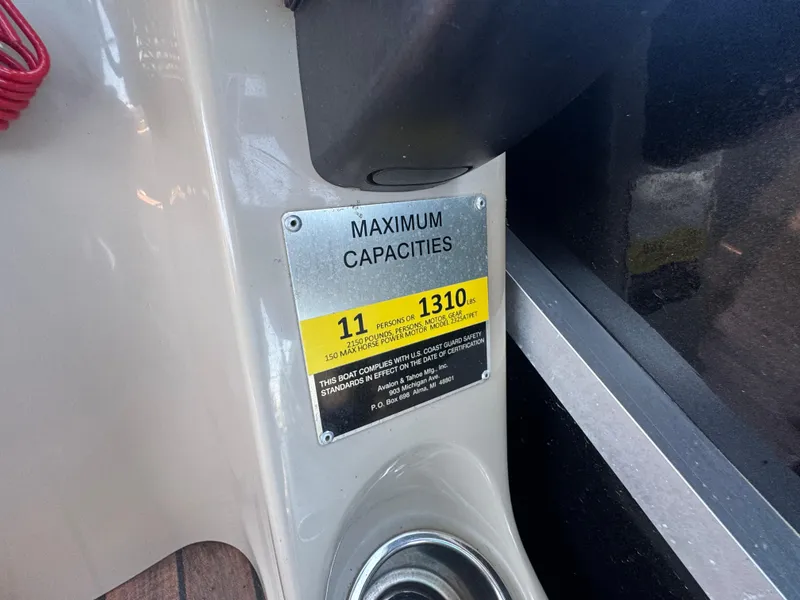 MAXIMUM
CAPACITIES
11 PERSONS OR 1310 LBS
2150 POUNDS, PERSONS, MOTOR, GEAR
150 MAX HORSE POWER MOTOR MODEL 2325ATPET
THIS BOAT COMPLIES WITH U.S. COAST GUARD SAFETY
STANDARDS IN EFFECT ON THE DATE OF CERTIFICATION
Avalon & Tahoe Mfg., Inc.
903 Michigan Ave.
P.O. Box 698 Alma, MI 48801